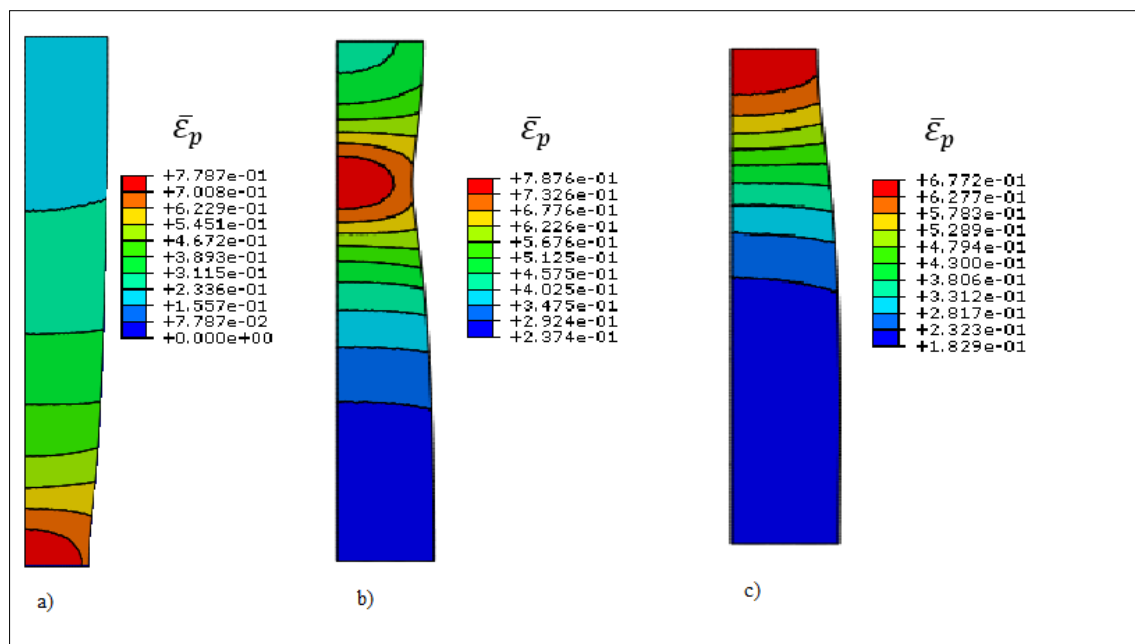 ε̄ₚ
+7.787e-01
+7.008e-01
+6.229e-01
+5.451e-01
+4.672e-01
+3.893e-01
+3.115e-01
+2.336e-01
+1.557e-01
+7.787e-02
+0.000e+00
a)
ε̄ₚ
+7.876e-01
+7.326e-01
+6.776e-01
+6.226e-01
+5.676e-01
+5.125e-01
+4.575e-01
+4.025e-01
+3.475e-01
+2.924e-01
+2.374e-01
b)
ε̄ₚ
+6.772e-01
+6.277e-01
+5.783e-01
+5.289e-01
+4.794e-01
+4.300e-01
+3.806e-01
+3.312e-01
+2.817e-01
+2.323e-01
+1.829e-01
c)